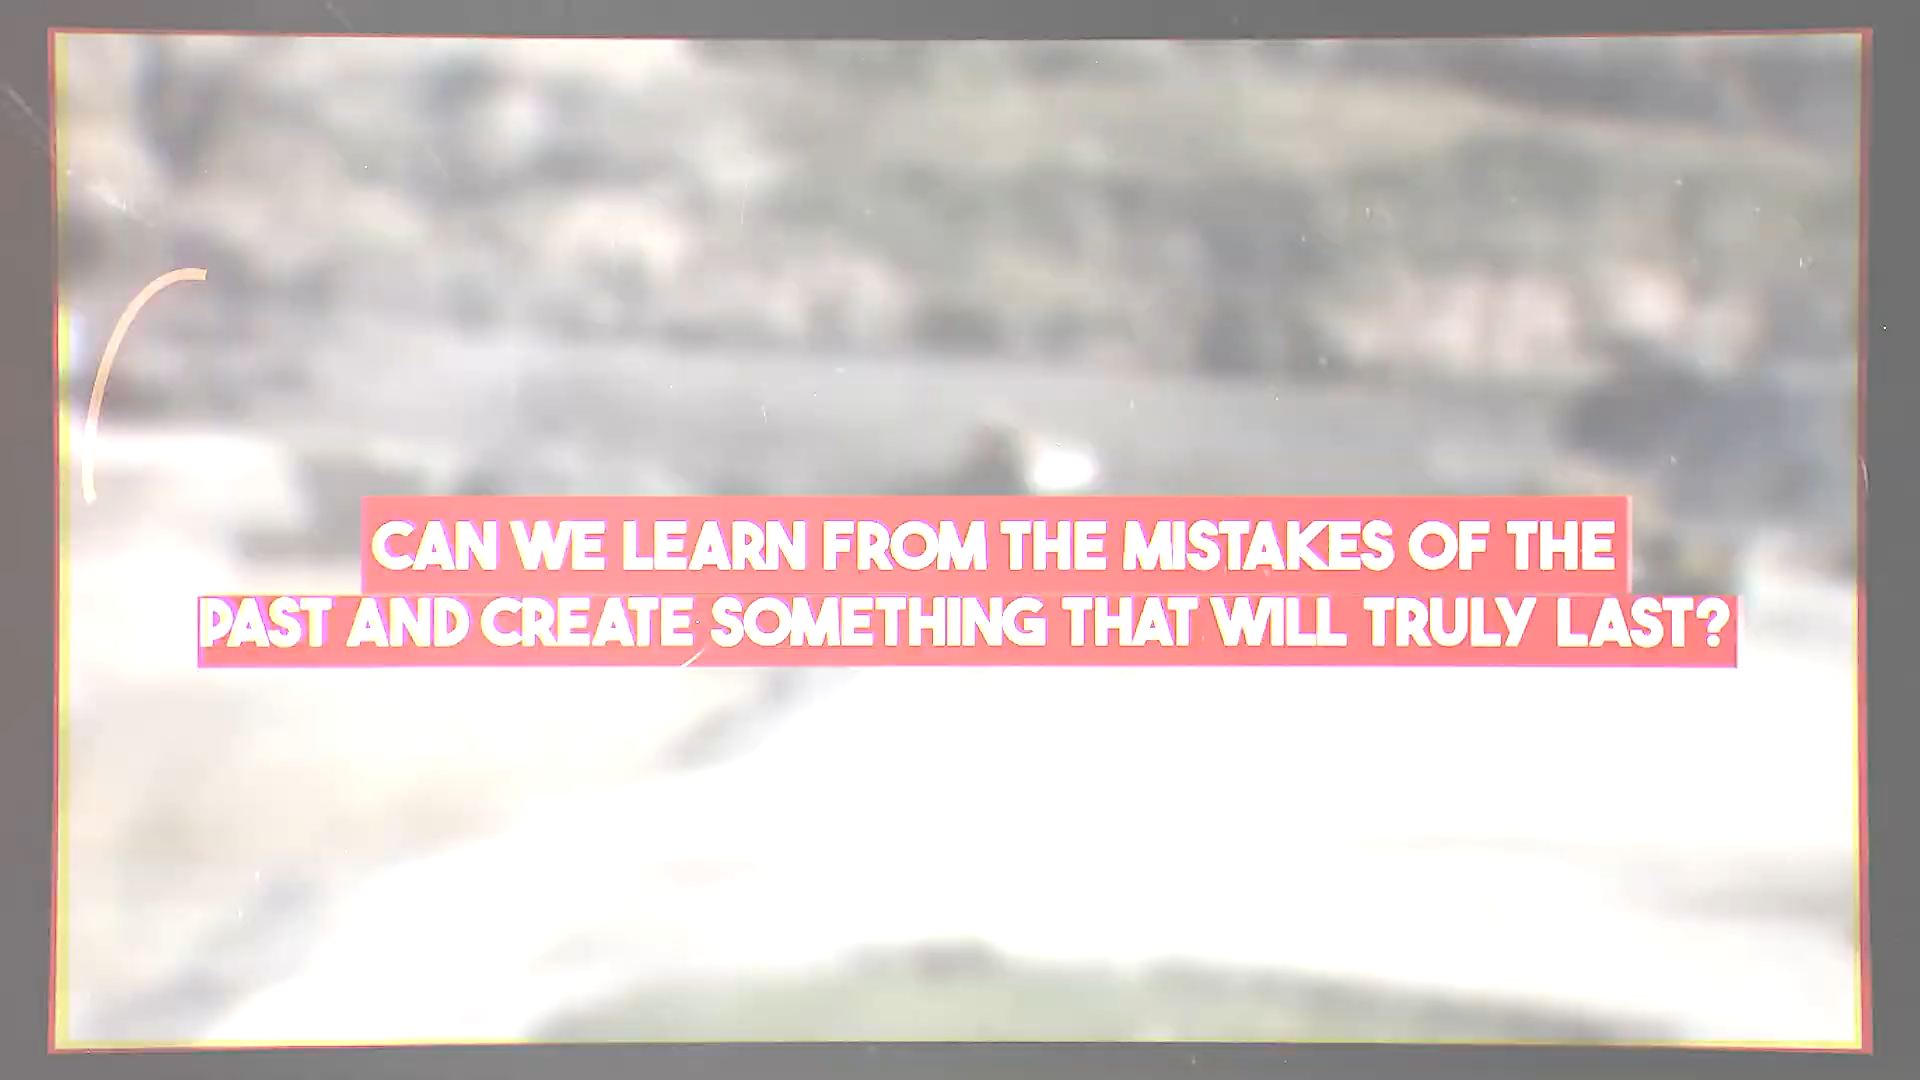 CAN WE LEARN FROM THE MISTAKES OF THE
PAST AND CREATE SOMETHING THAT WILL TRULY LAST?